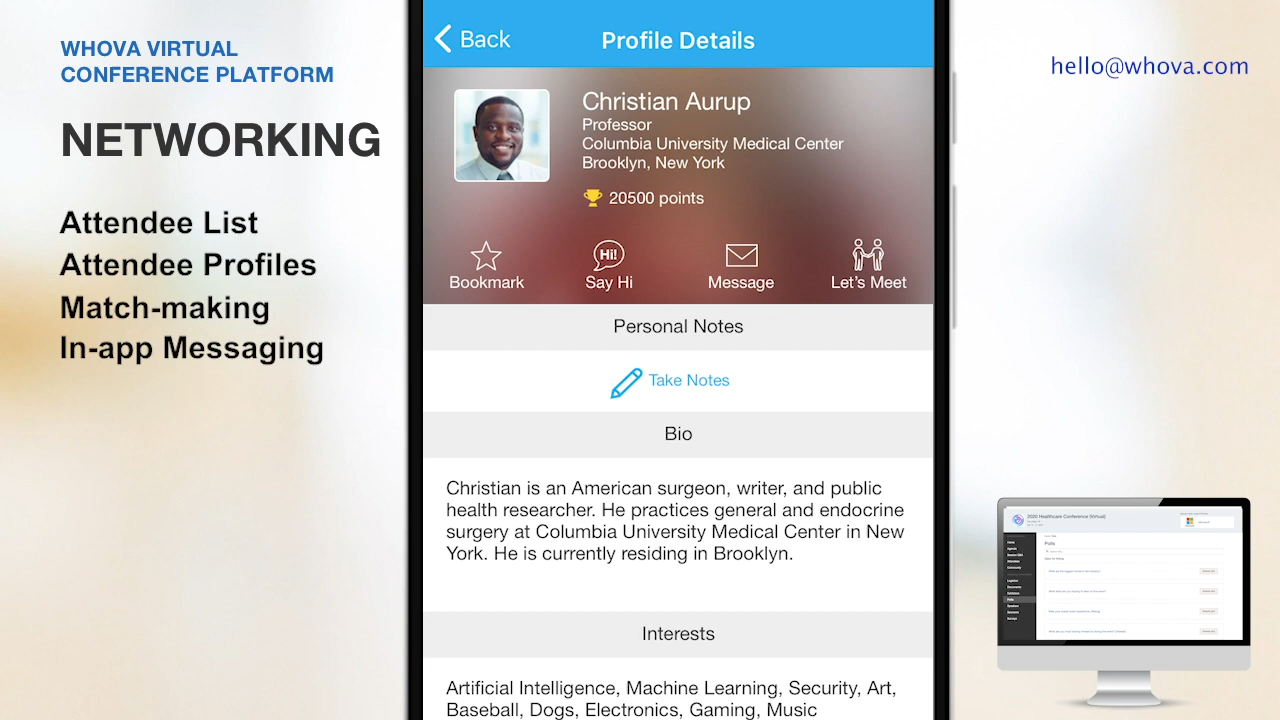 WHOVA VIRTUAL
CONFERENCE PLATFORM
NETWORKING
Attendee List
Attendee Profiles
Match-making
In-app Messaging
Back
Profile Details
Christian Aurup
Professor
Columbia University Medical Center
Brooklyn, New York
20500 points
Bookmark
Hi!
Say Hi
Message
Let's Meet
Personal Notes
Take Notes
Bio
Christian is an American surgeon, writer, and public
health researcher. He practices general and endocrine
surgery at Columbia University Medical Center in New
York. He is currently residing in Brooklyn.
Interests
Artificial Intelligence, Machine Learning, Security, Art,
Baseball, Dogs, Electronics, Gaming, Music
hello@whova.com
2020 Healthcare Conference (Virtual)
Polls